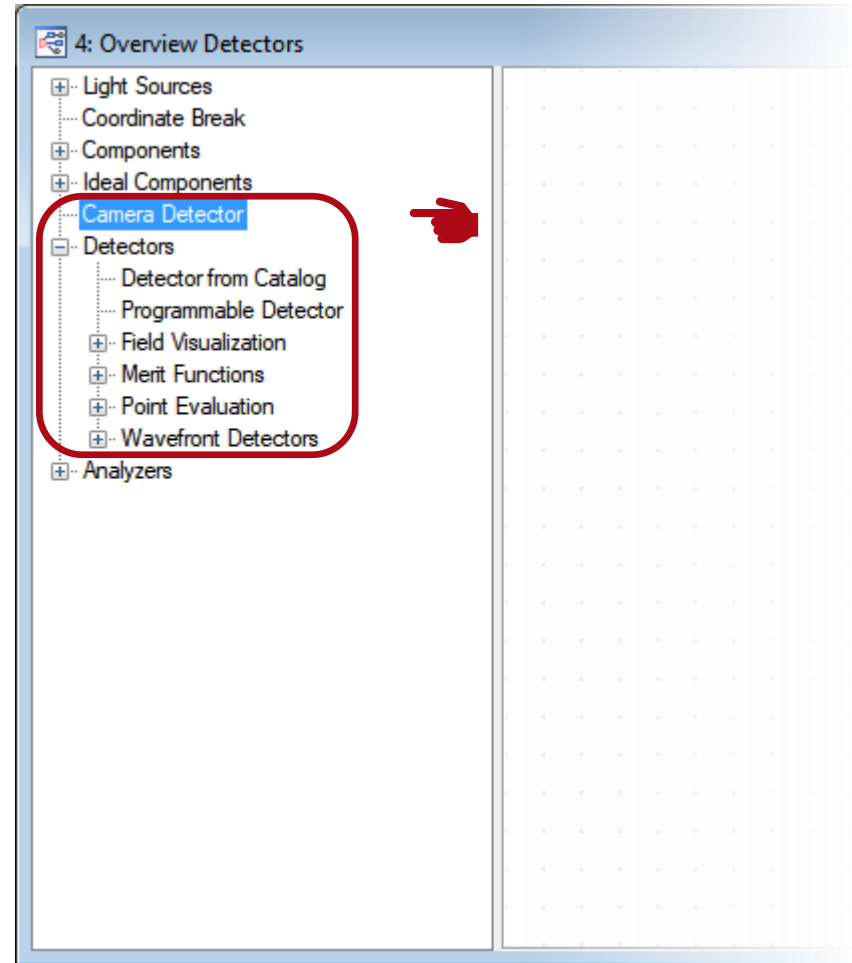 4: Overview Detectors
Light Sources
Coordinate Break
Components
Ideal Components
Camera Detector
Detectors
Detector from Catalog
Programmable Detector
Field Visualization
Merit Functions
Point Evaluation
Wavefront Detectors
Analyzers